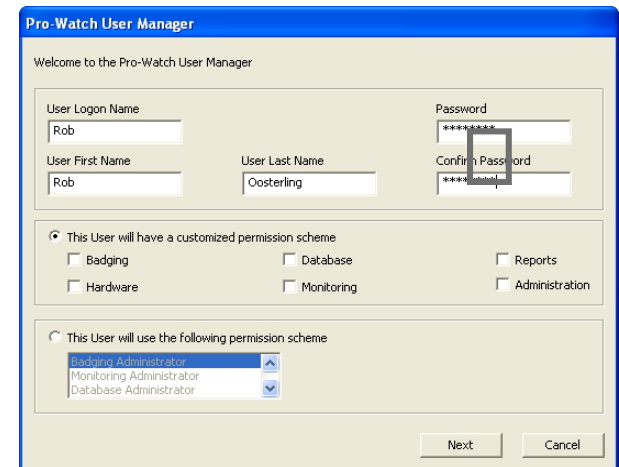 Pro-Watch User Manager
Welcome to the Pro-Watch User Manager
User Logon Name Password
Rob ********
User First Name User Last Name Confirm Password
Rob Oosterling ********
This User will have a customized permission scheme
Badging Database Reports
Hardware Monitoring Administration
This User will use the following permission scheme
Badging Administrator
Monitoring Administrator
Database Administrator
Next Cancel